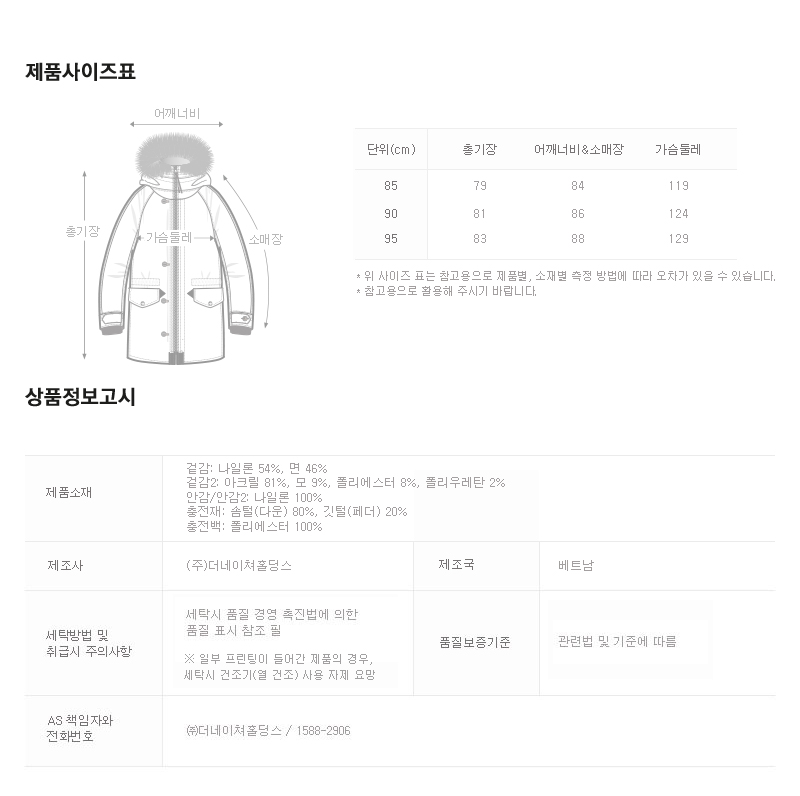 제품사이즈표
어깨너비
총기장
가슴둘레
소매장
단위(cm) 총기장 어깨너비&소매장 가슴둘레
85 79 84 119
90 81 86 124
95 83 88 129
* 위 사이즈 표는 참고용으로 제품별, 소재별 측정 방법에 따라 오차가 있을 수 있습니다.
* 참고용으로 활용해 주시기 바랍니다.
상품정보고시
제품소재
겉감: 나일론 54%, 면 46%
겉감2: 아크릴 81%, 모 9%, 폴리에스터 8%, 폴리우레탄 2%
안감/안감2: 나일론 100%
충전재: 솜털(다운) 80%, 깃털(페더) 20%
충전백: 폴리에스터 100%
제조사 (주)더네이쳐홀딩스 제조국 베트남
세탁방법 및
취급시 주의사항
세탁시 품질 경영 촉진법에 의한
품질 표시 참조 필
※ 일부 프린팅이 들어간 제품의 경우,
세탁시 건조기(열 건조) 사용 자제 요망
품질보증기준 관련법 및 기준에 따름
AS 책임자와
전화번호
㈜더네이쳐홀딩스 / 1588-2906